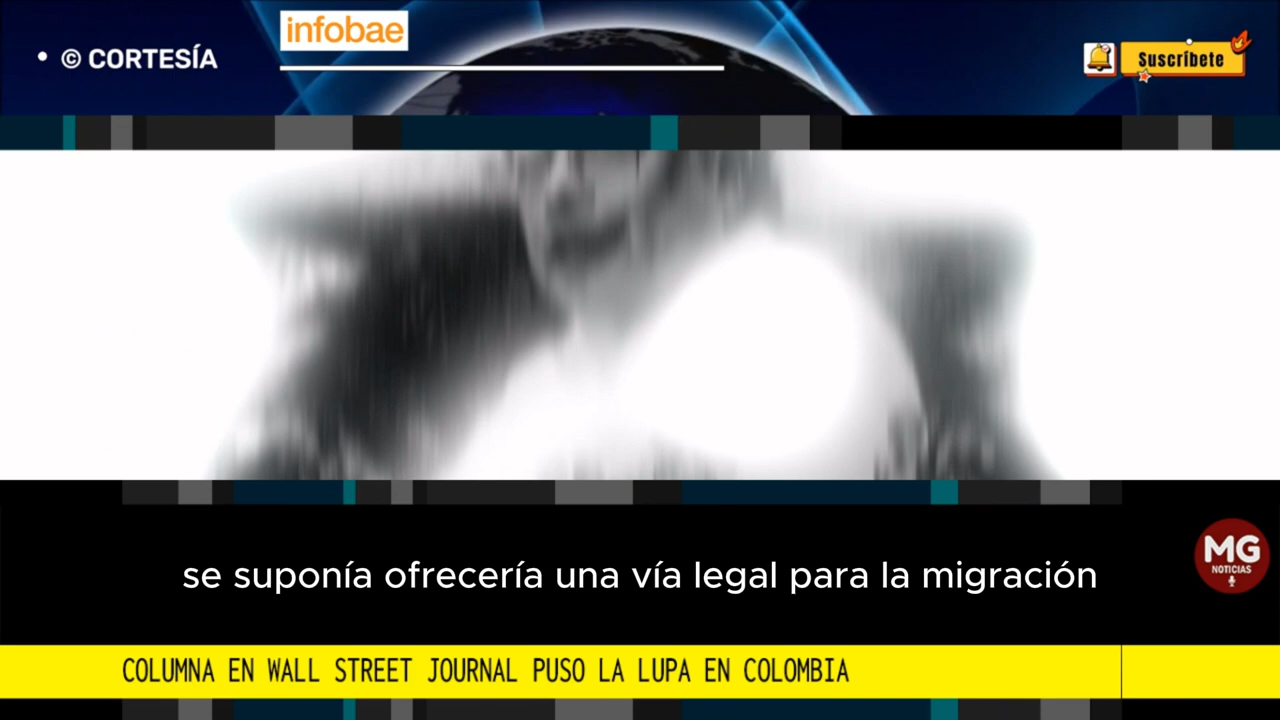 infobae
• © CORTESÍA
Suscríbete
se suponía ofrecería una vía legal para la migración
MG
NOTICIAS
COLUMNA EN WALL STREET JOURNAL PUSO LA LUPA EN COLOMBIA